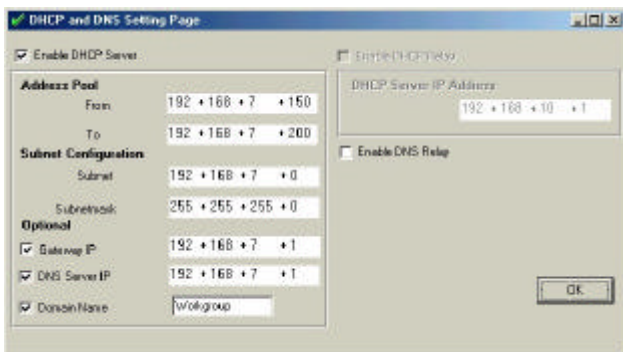 DHCP and DNS Setting Page
Enable DHCP Server
Address Pool
From 192 . 168 . 7 . 150
To 192 . 168 . 7 . 200
Subnet Configuration
Subnet 192 . 168 . 7 . 0
Subnetmask 255 . 255 . 255 . 0
Optional
Gateway IP 192 . 168 . 7 . 1
DNS Server IP 192 . 168 . 7 . 1
Domain Name Workgroup
Enable DHCP Relay
DHCP Server IP Address
192 . 168 . 10 . 1
Enable DNS Relay
OK